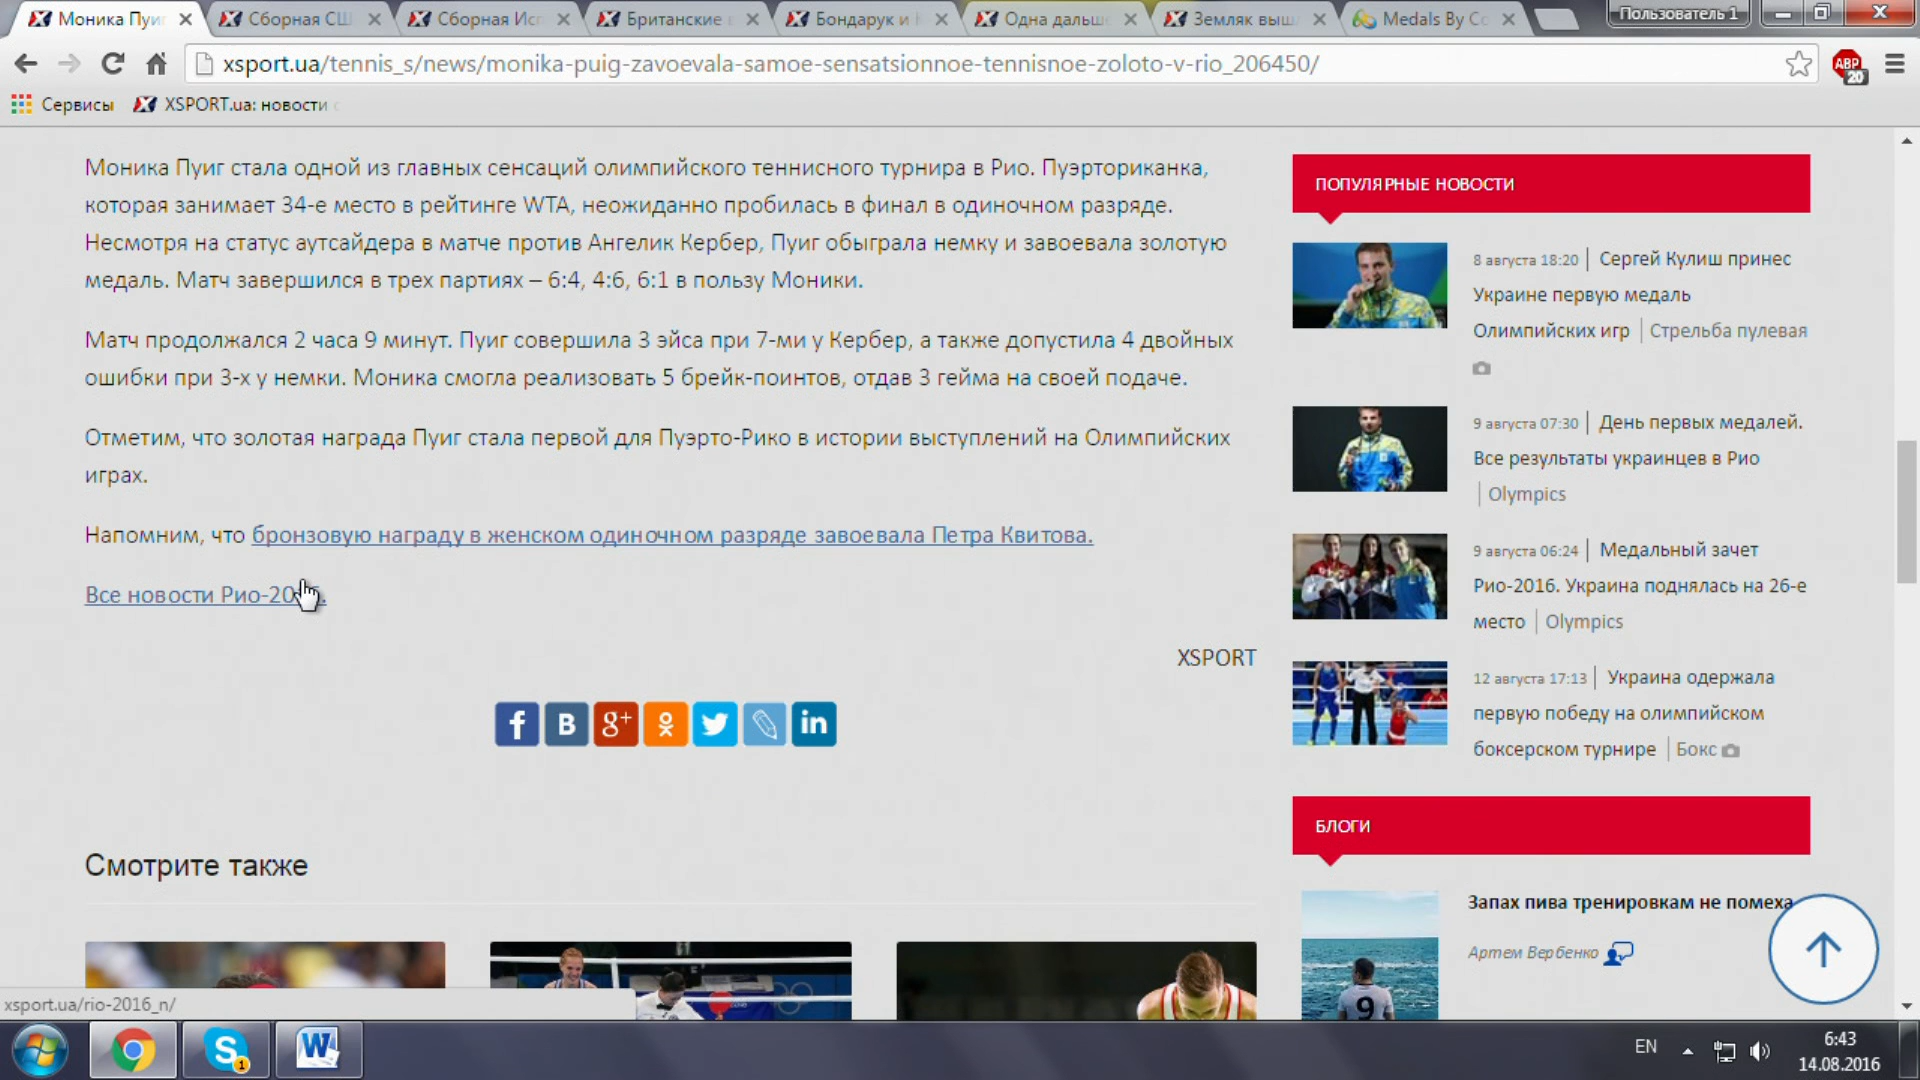 Моника Пуиг
Сборная СШ
Сборная Исп
Британские
Бондарук и
Одна дальше
Земляк выш
Medals By Co
Пользователь 1
xsport.ua/tennis_s/news/monika-puig-zavoevala-samoe-sensatsionnoe-tennisnoe-zoloto-v-rio_206450/
ABP
20
Сервисы
XSPORT.ua: новости
Моника Пуиг стала одной из главных сенсаций олимпийского теннисного турнира в Рио. Пуэрториканка,
которая занимает 34-е место в рейтинге WTA, неожиданно пробилась в финал в одиночном разряде.
Несмотря на статус аутсайдера в матче против Ангелик Кербер, Пуиг обыграла немку и завоевала золотую
медаль. Матч завершился в трех партиях – 6:4, 4:6, 6:1 в пользу Моники.
Матч продолжался 2 часа 9 минут. Пуиг совершила 3 эйса при 7-ми у Кербер, а также допустила 4 двойных
ошибки при 3-х у немки. Моника смогла реализовать 5 брейк-поинтов, отдав 3 гейма на своей подаче.
Отметим, что золотая награда Пуиг стала первой для Пуэрто-Рико в истории выступлений на Олимпийских
играх.
Напомним, что бронзовую награду в женском одиночном разряде завоевала Петра Квитова.
Все новости Рио-20
XSPORT
f B g+ in
Смотрите также
ПОПУЛЯРНЫЕ НОВОСТИ
8 августа 18:20 | Сергей Кулиш принес
Украине первую медаль
Олимпийских игр | Стрельба пулевая
9 августа 07:30 | День первых медалей.
Все результаты украинцев в Рио
| Olympics
9 августа 06:24 | Медальный зачет
Рио-2016. Украина поднялась на 26-е
место | Olympics
12 августа 17:13 | Украина одержала
первую победу на олимпийском
боксерском турнире | Бокс
БЛОГИ
Запах пива тренировкам не помеха
Артем Вербенко
9
xsport.ua/rio-2016_n/
S
1
W
EN
6:43
14.08.2016